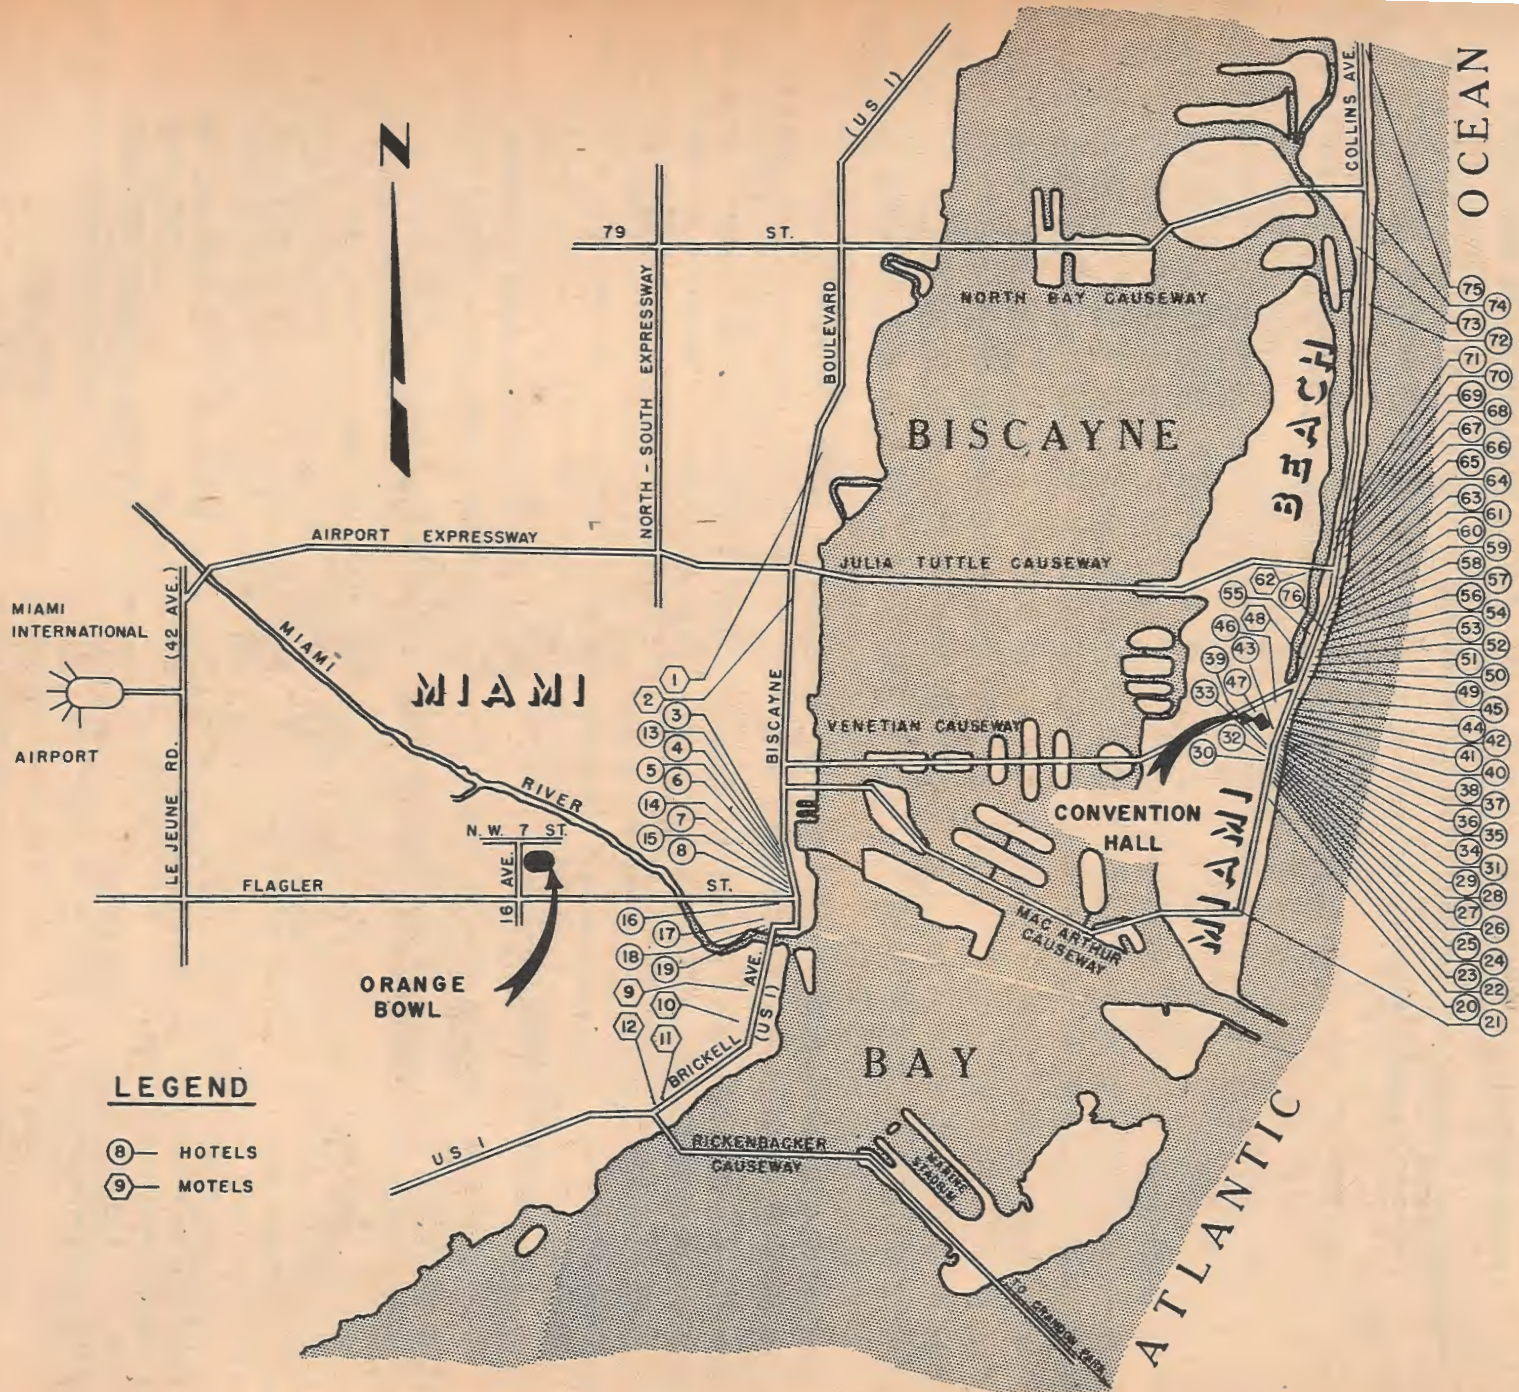 OCEAN
COLLINS AVE.
(US 1)
N
79 ST.
NORTH BAY CAUSEWAY
BOULEVARD
NORTH - SOUTH EXPRESSWAY
BISCAYNE
BEACH
AIRPORT EXPRESSWAY
JULIA TUTTLE CAUSEWAY
(42 AVE.)
MIAMI
INTERNATIONAL
AIRPORT
LE JEUNE RD.
MIAMI
RIVER
MIAMI
BISCAYNE
VENETIAN CAUSEWAY
CONVENTION
HALL
MIAMI
N. W. 7 ST.
16 AVE.
FLAGLER ST.
ORANGE
BOWL
MAC ARTHUR
CAUSEWAY
AVE.
(US 1)
BRICKELL
BAY
US 1
RICKENBACKER
CAUSEWAY
MARINE
STADIUM
TO CRANDON PARK
ATLANTIC
LEGEND
8 HOTELS
9 MOTELS
1
2
3
13
4
5
6
14
7
15
8
16
17
18
19
9
10
12
11
75
74
73
72
71
70
69
68
67
66
65
64
63
61
60
59
58
57
56
54
53
52
51
50
49
45
44
42
41
40
38
37
36
35
34
31
29
28
27
26
25
24
23
22
20
21
62
55
76
48
46
43
39
47
33
32
30